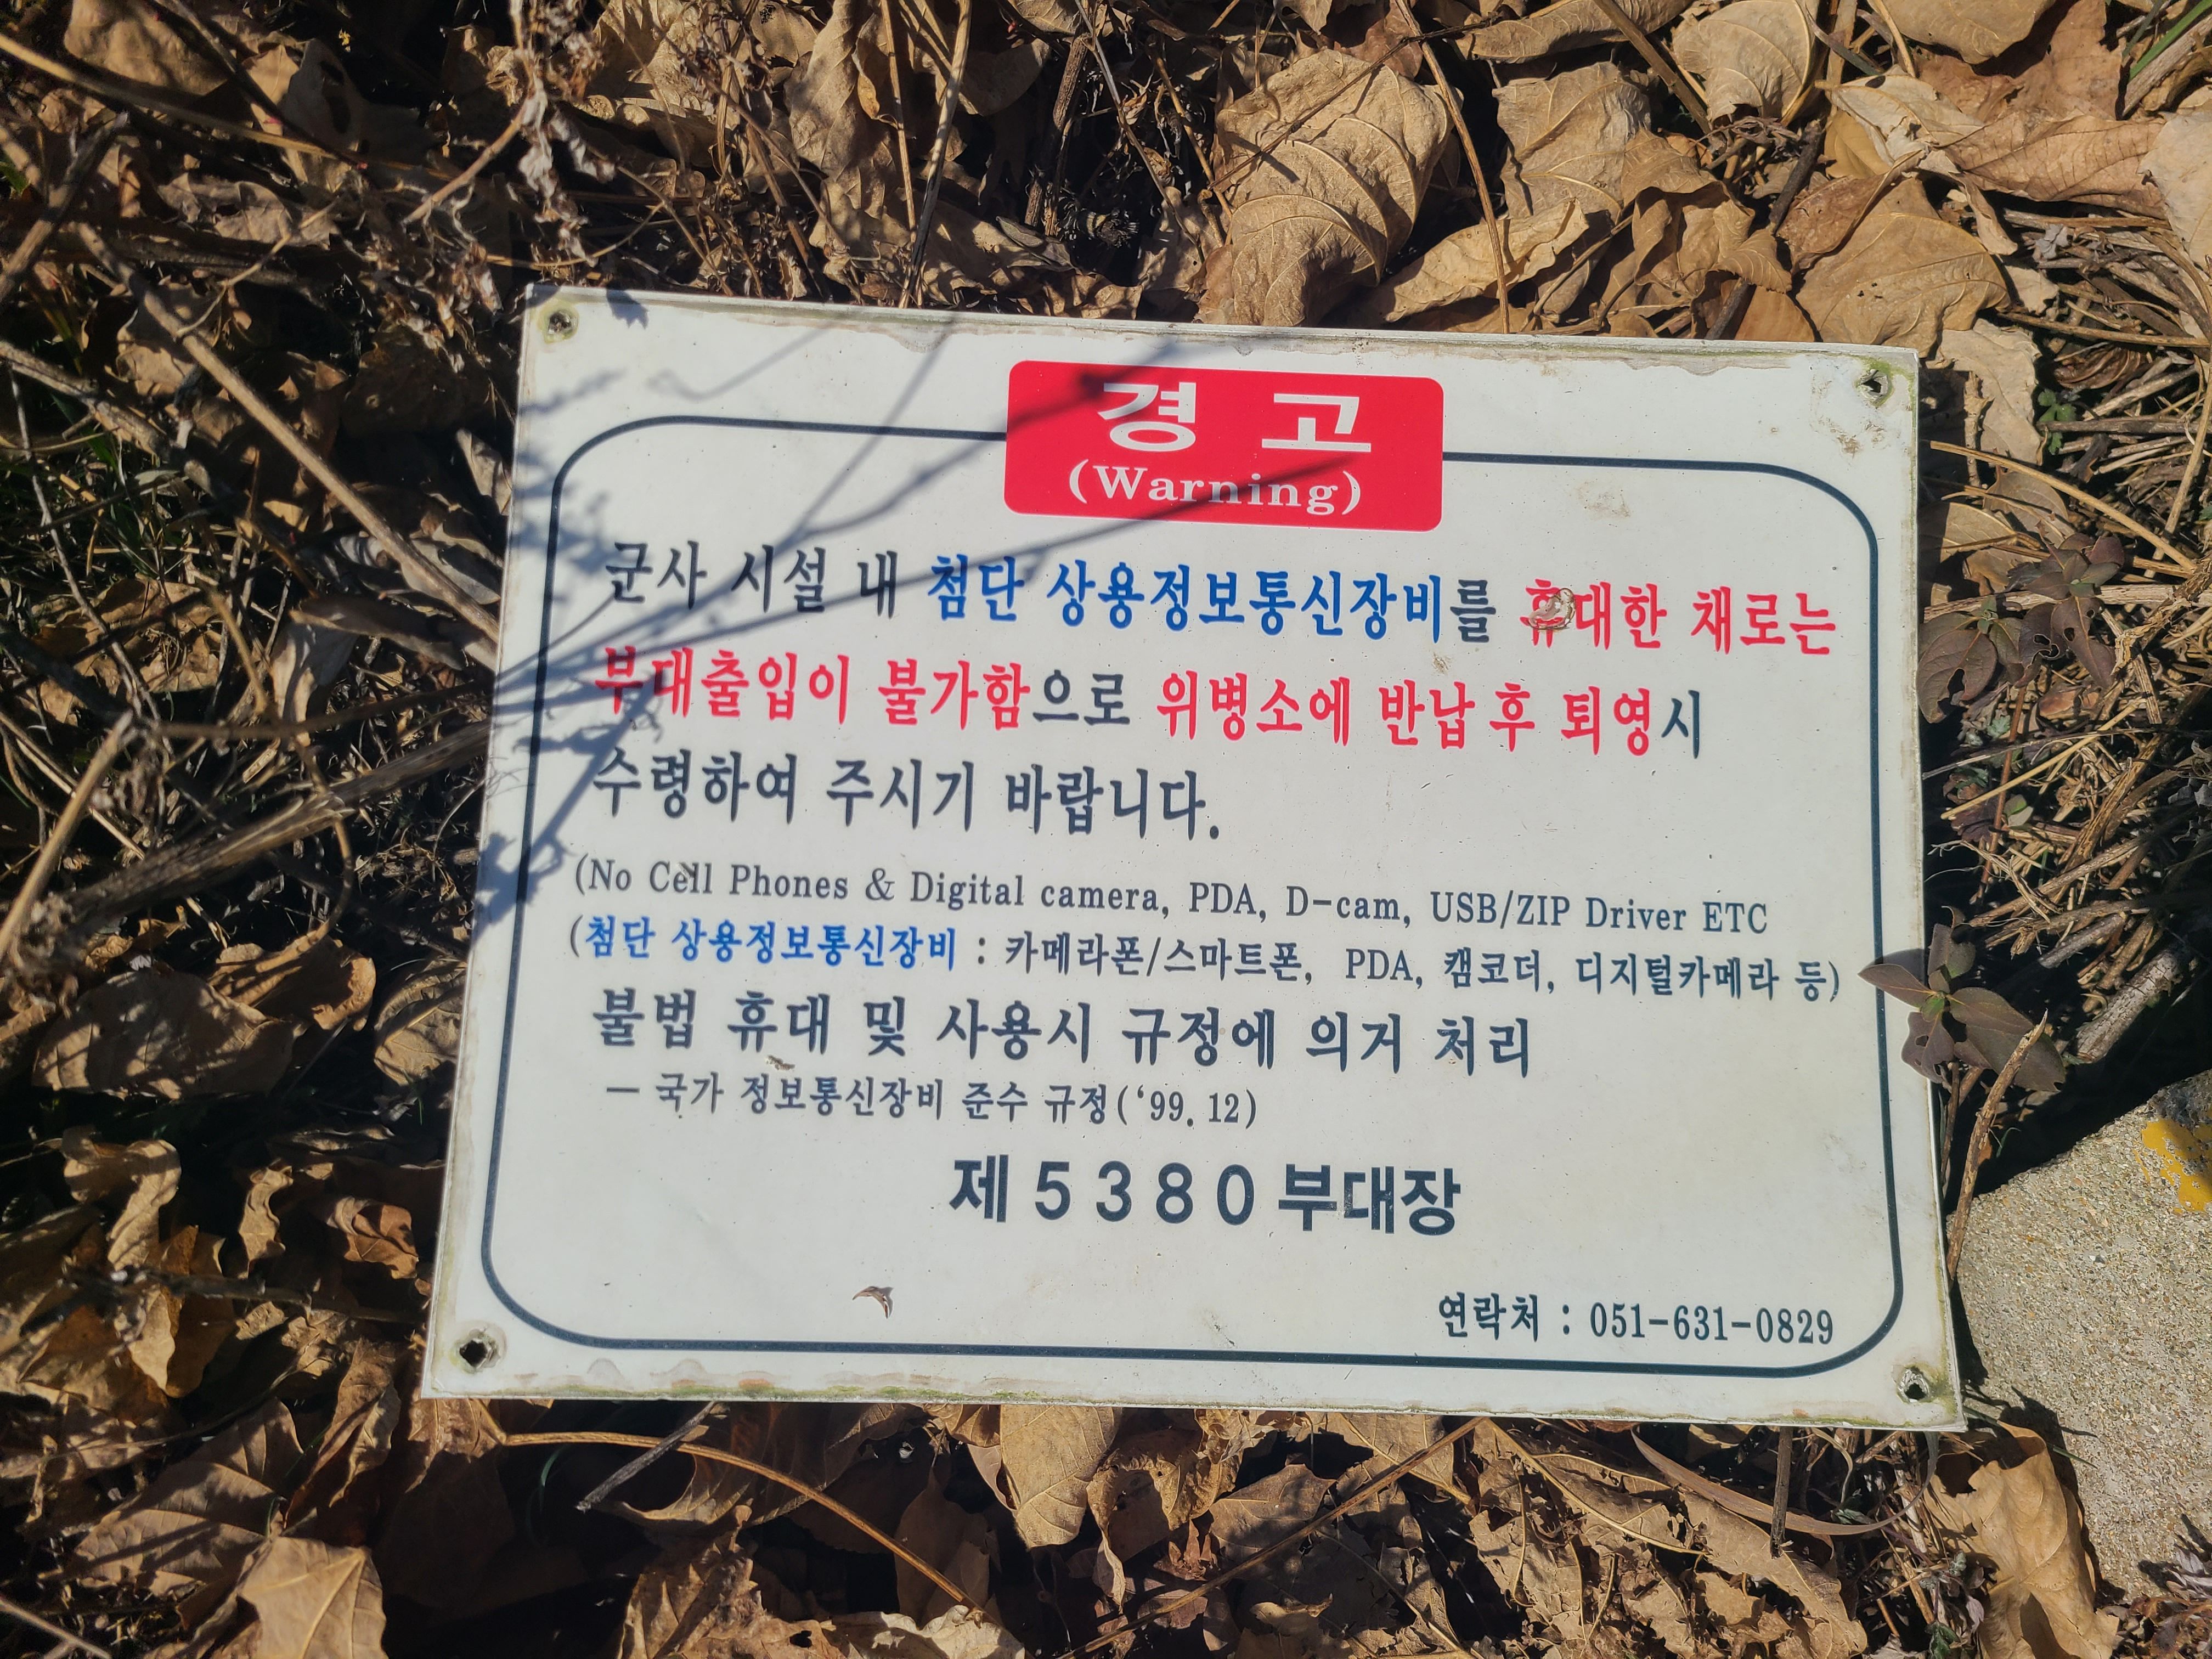 경 고
(Warning)
군사 시설 내 첨단 상용정보통신장비를 휴대한 채로는
부대출입이 불가함으로 위병소에 반납 후 퇴영시
수령하여 주시기 바랍니다.
(No Cell Phones & Digital camera, PDA, D-cam, USB/ZIP Driver ETC
(첨단 상용정보통신장비 : 카메라폰/스마트폰, PDA, 캠코더, 디지털카메라 등)
불법 휴대 및 사용시 규정에 의거 처리
- 국가 정보통신장비 준수 규정(‘99. 12)
제 5 3 8 0 부대장
연락처 : 051-631-0829